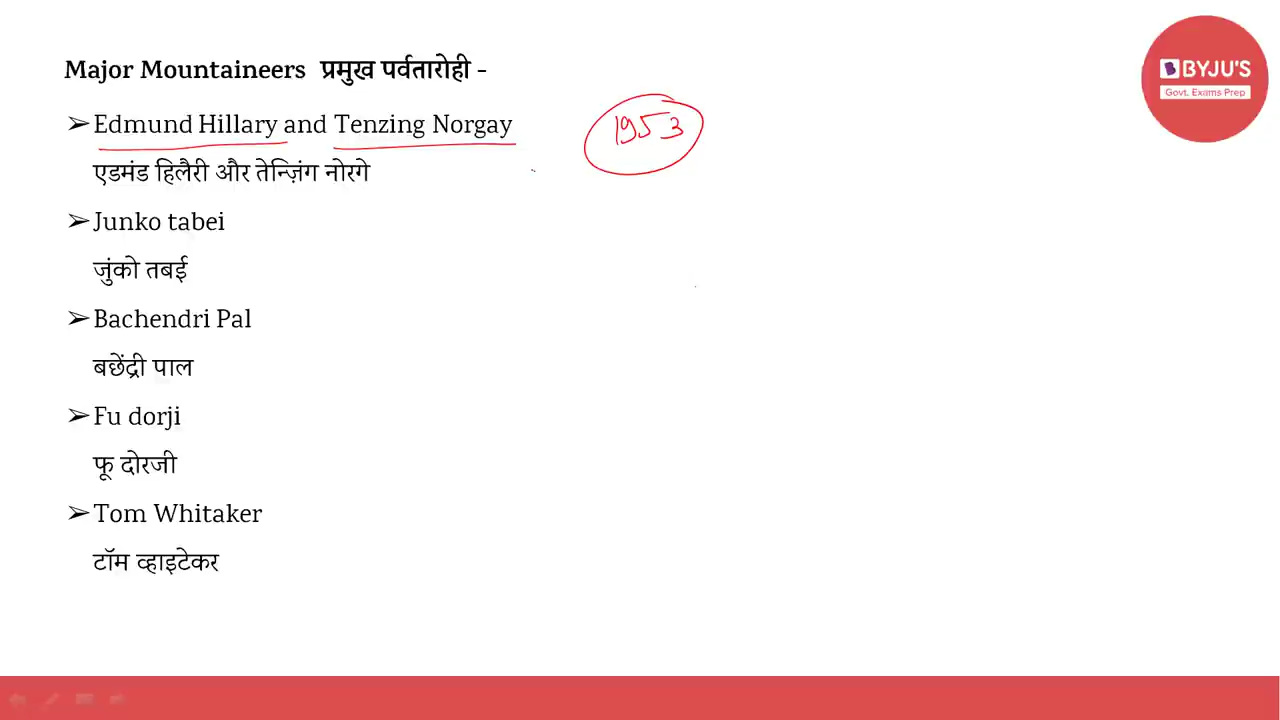 Major Mountaineers प्रमुख पर्वतारोही -
➢Edmund Hillary and Tenzing Norgay
1953
एडमंड हिलैरी और तेन्ज़िंग नोरगे
➢Junko tabei
जुंको तबई
➢Bachendri Pal
बछेंद्री पाल
➢Fu dorji
फू दोरजी
➢Tom Whitaker
टॉम व्हाइटेकर
BYJU'S
Govt. Exams Prep